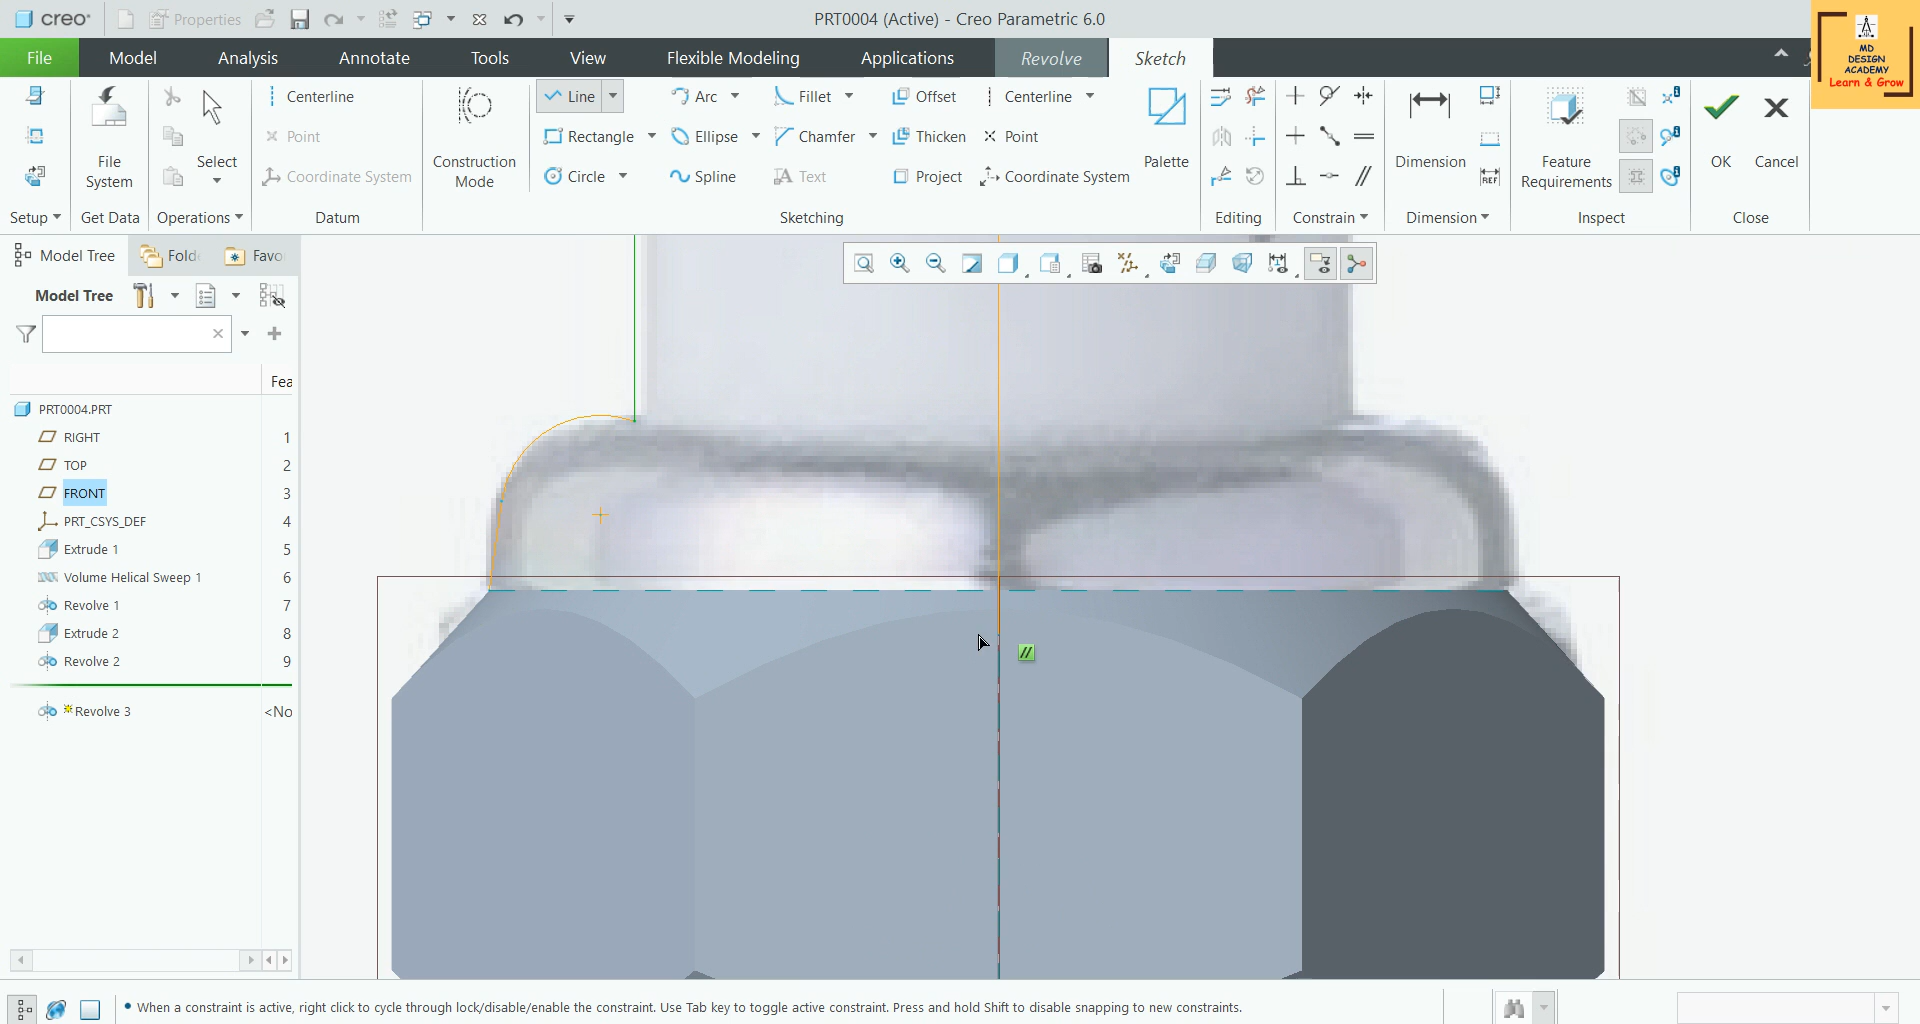 creo
Properties
PRT0004 (Active) - Creo Parametric 6.0
File Model Analysis Annotate Tools View Flexible Modeling Applications Revolve Sketch
MD
DESIGN
ACADEMY
Learn & Grow
Centerline
Point
Coordinate System
Line
Arc
Fillet
Offset
Centerline
Rectangle
Ellipse
Chamfer
Thicken
Point
Circle
Spline
Text
Project
Coordinate System
File
System
Select
Construction
Mode
Palette
Dimension
REF
Feature
Requirements
OK
Cancel
Setup
Get Data
Operations
Datum
Sketching
Editing
Constrain
Dimension
Inspect
Close
Model Tree
Fold
Favo
Model Tree
Fea
PRT0004.PRT
RIGHT 1
TOP 2
FRONT 3
PRT_CSYS_DEF 4
Extrude 1 5
Volume Helical Sweep 1 6
Revolve 1 7
Extrude 2 8
Revolve 2 9
Revolve 3 <No
When a constraint is active, right click to cycle through lock/disable/enable the constraint. Use Tab key to toggle active constraint. Press and hold Shift to disable snapping to new constraints.